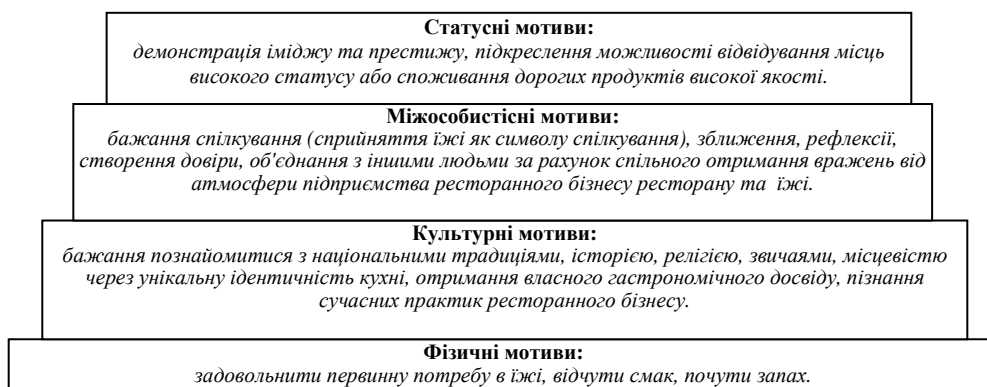 Статусні мотиви:
демонстрація іміджу та престижу, підкреслення можливості відвідування місць
високого статусу або споживання дорогих продуктів високої якості.
Міжособистісні мотиви:
бажання спілкування (сприйняття їжі як символу спілкування), зближення, рефлексії,
створення довіри, об'єднання з іншими людьми за рахунок спільного отримання вражень від
атмосфери підприємства ресторанного бізнесу ресторану та їжі.
Культурні мотиви:
бажання познайомитися з національними традиціями, історією, релігією, звичаями, місцевістю
через унікальну ідентичність кухні, отримання власного гастрономічного досвіду, пізнання
сучасних практик ресторанного бізнесу.
Фізичні мотиви:
задовольнити первинну потребу в їжі, відчути смак, почути запах.